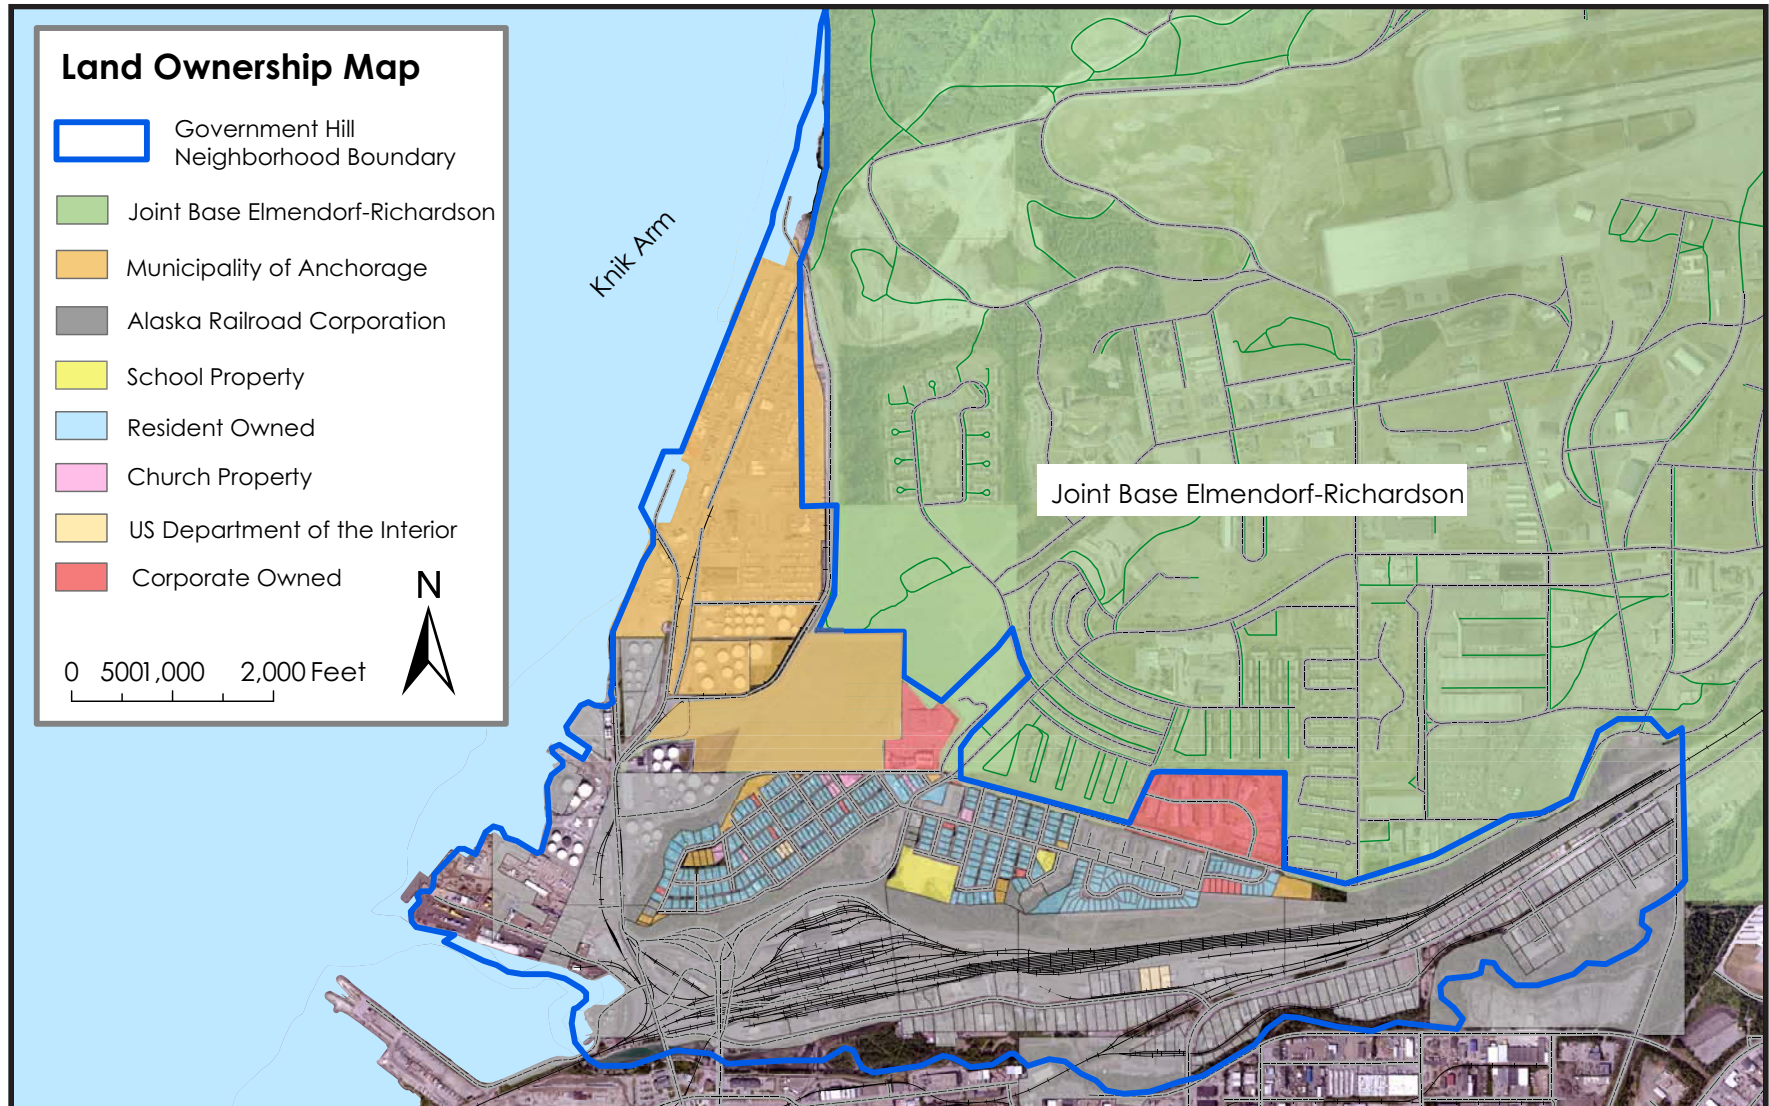 Land Ownership Map
Government Hill
Neighborhood Boundary
Joint Base Elmendorf-Richardson
Municipality of Anchorage
Alaska Railroad Corporation
School Property
Resident Owned
Church Property
US Department of the Interior
Corporate Owned
N
0 5001,000 2,000 Feet
Knik Arm
Joint Base Elmendorf-Richardson